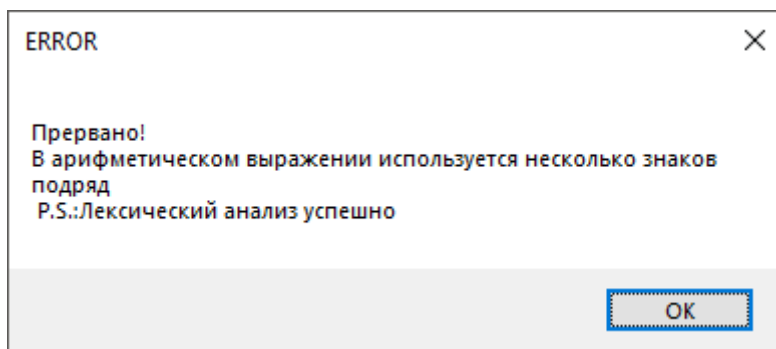 ERROR
Прервано!
В арифметическом выражении используется несколько знаков
подряд
P.S.:Лексический анализ успешно
OK